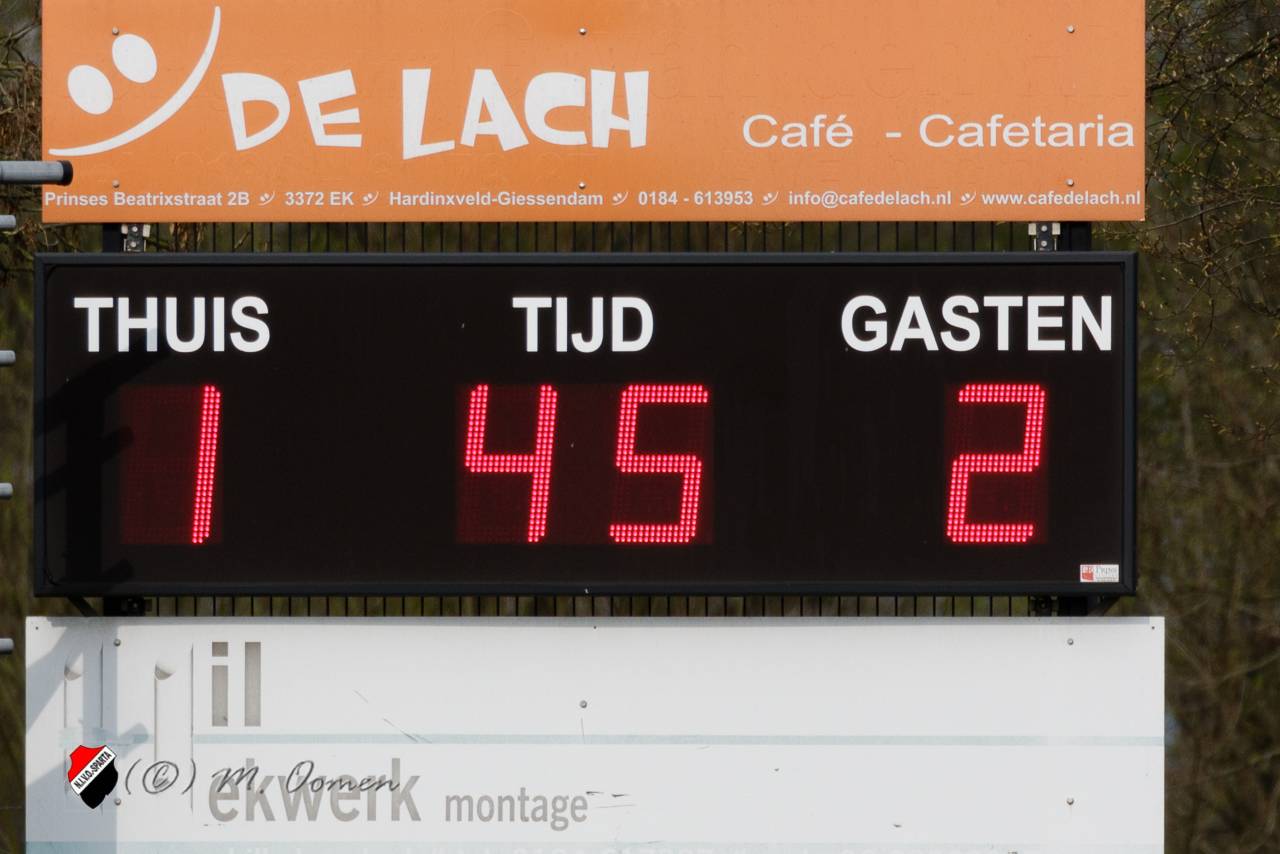 DE LACH
Café - Cafetaria
Prinses Beatrixstraat 2B 3372 EK Hardinxveld-Giessendam 0184 - 613953 info@cafedelach.nl www.cafedelach.nl
THUIS TIJD GASTEN
1 45 2
il
N.I.V.O.-SPARTA
(©) M. Oomen
ekwerk montage